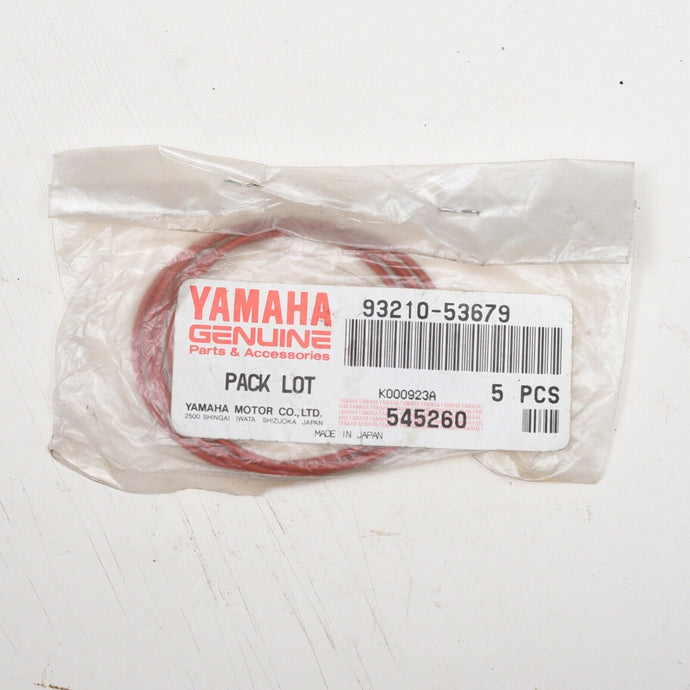 YAMAHA
GENUINE
Parts & Accessories
93210-53679
PACK LOT
K000923A
5 PCS
YAMAHA MOTOR CO.,LTD.
2500 SHINGAI IWATA SHIZUOKA JAPAN
545260
MADE IN JAPAN